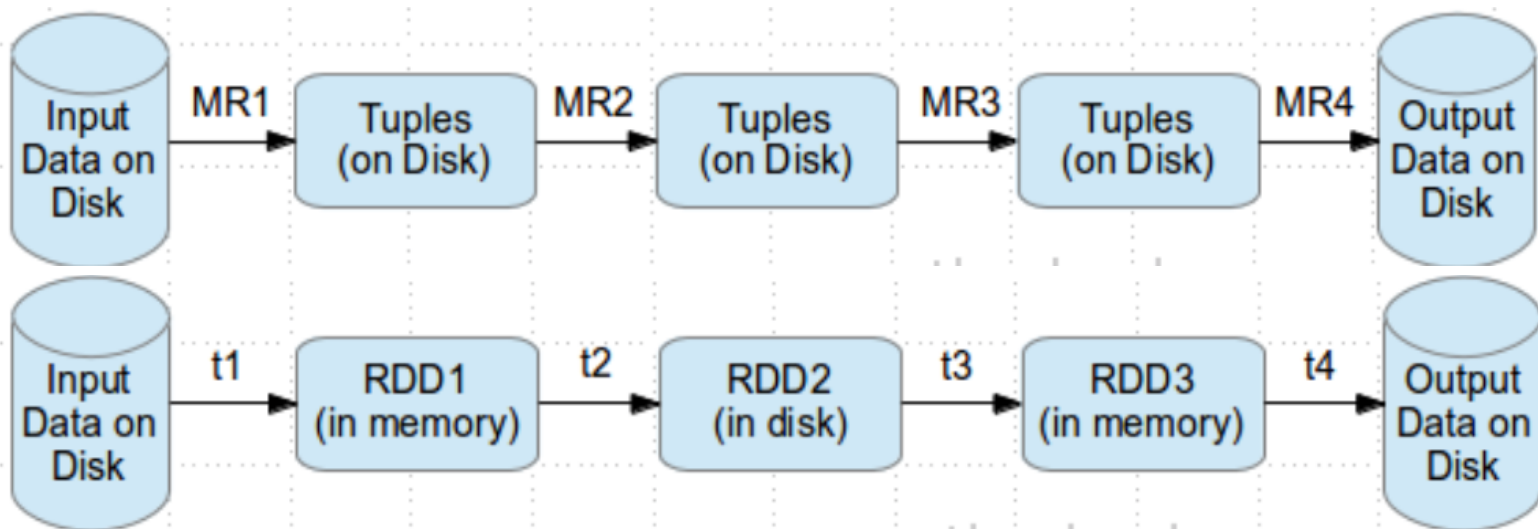 MR1
MR2
MR3
MR4
Input
Data on
Disk
Tuples
(on Disk)
Tuples
(on Disk)
Tuples
(on Disk)
Output
Data on
Disk
t1
t2
t3
t4
Input
Data on
Disk
RDD1
(in memory)
RDD2
(in disk)
RDD3
(in memory)
Output
Data on
Disk